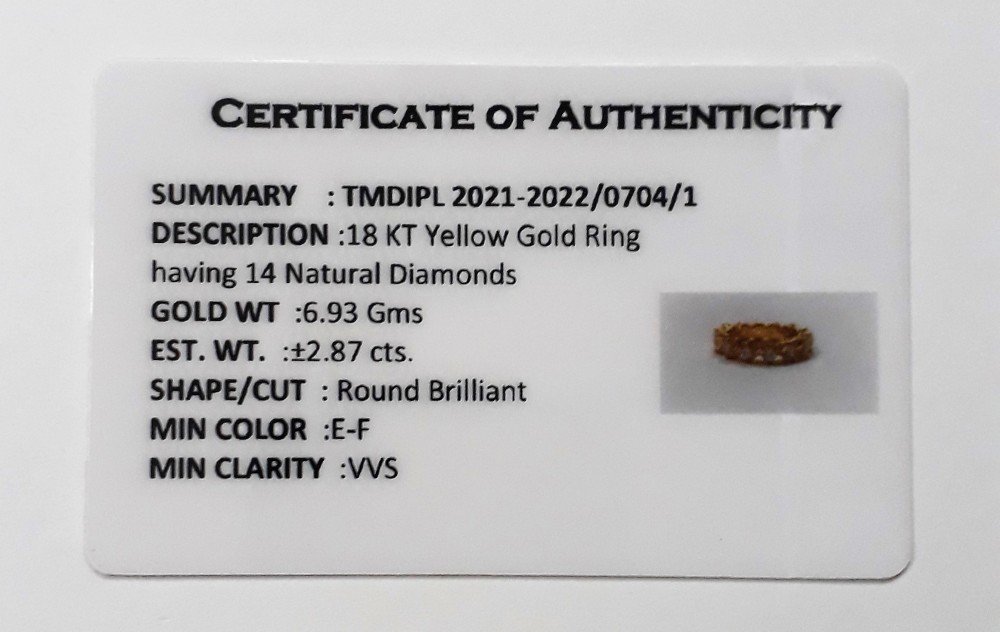 CERTIFICATE OF AUTHENTICITY
SUMMARY : TMDIPL 2021-2022/0704/1
DESCRIPTION :18 KT Yellow Gold Ring
having 14 Natural Diamonds
GOLD WT :6.93 Gms
EST. WT. :±2.87 cts.
SHAPE/CUT : Round Brilliant
MIN COLOR :E-F
MIN CLARITY :VVS